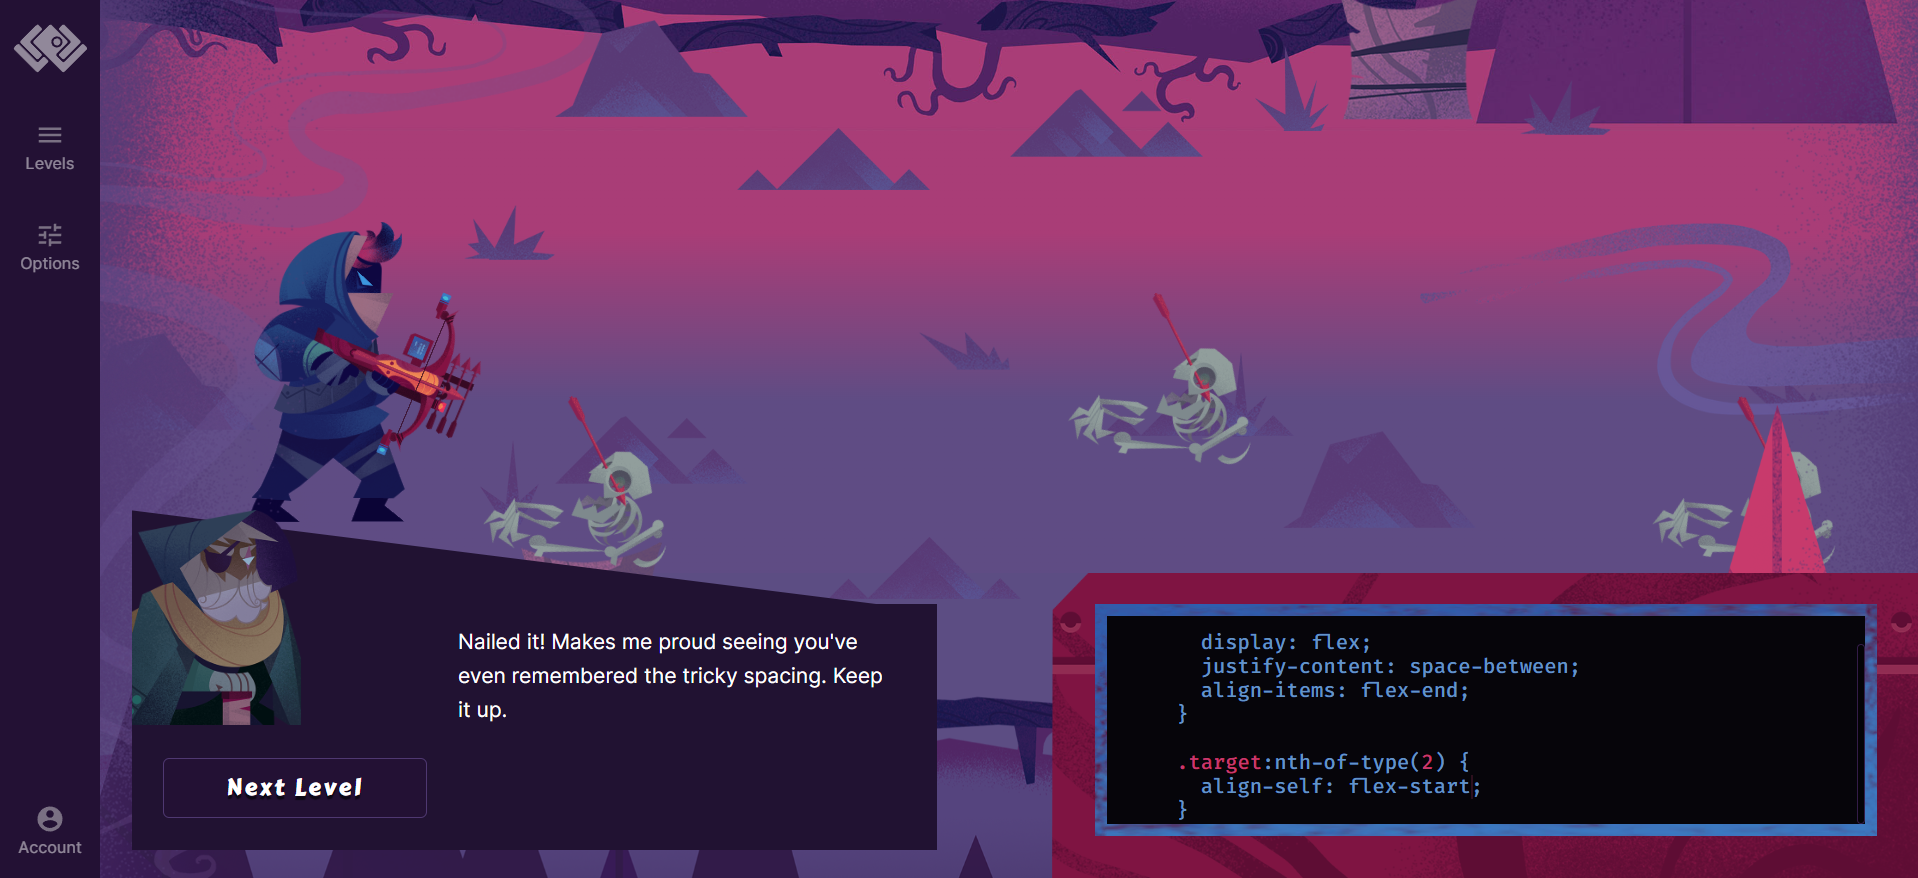 Levels
Options
Account
Nailed it! Makes me proud seeing you've
even remembered the tricky spacing. Keep
it up.
Next Level
display: flex;
justify-content: space-between;
align-items: flex-end;
}
.target:nth-of-type(2) {
align-self: flex-start;
}